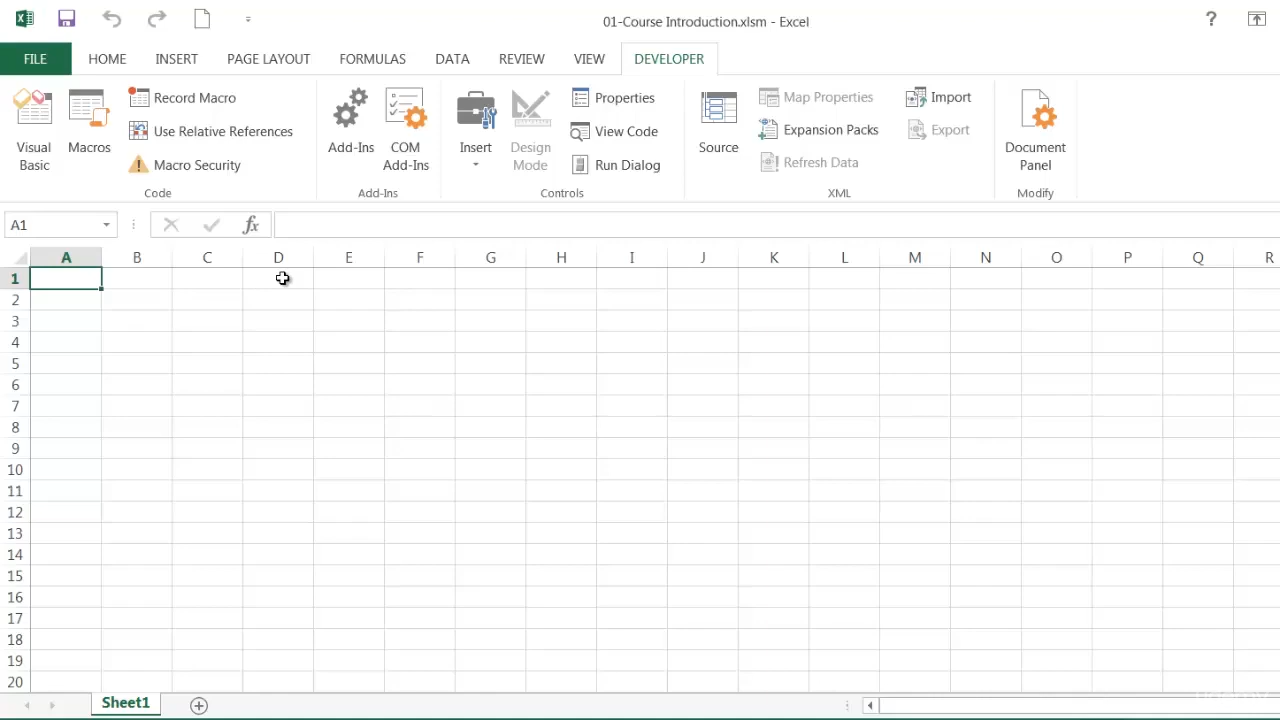 01-Course Introduction.xlsm - Excel
?
FILE HOME INSERT PAGE LAYOUT FORMULAS DATA REVIEW VIEW DEVELOPER
Visual Basic
Macros
Record Macro
Use Relative References
Macro Security
Code
Add-Ins
COM Add-Ins
Add-Ins
Insert
Design Mode
Properties
View Code
Run Dialog
Controls
Source
Map Properties
Expansion Packs
Refresh Data
Import
Export
XML
Document Panel
Modify
A1
fx
A B C D E F G H I J K L M N O P Q R
1
2
3
4
5
6
7
8
9
10
11
12
13
14
15
16
17
18
19
20
Sheet1